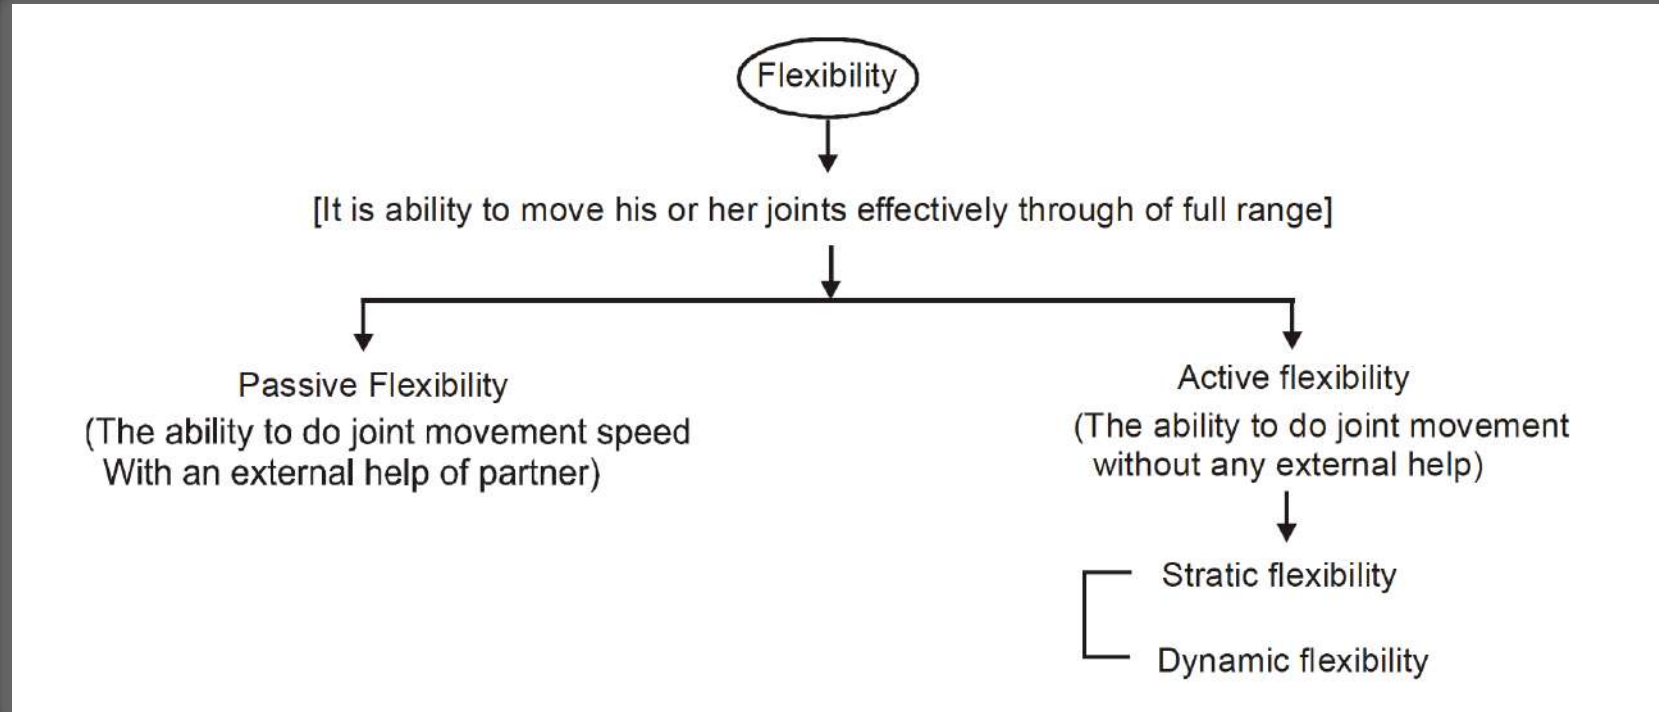 Flexibility
[It is ability to move his or her joints effectively through of full range]
Passive Flexibility
(The ability to do joint movement speed
With an external help of partner)
Active flexibility
(The ability to do joint movement
without any external help)
Stratic flexibility
Dynamic flexibility